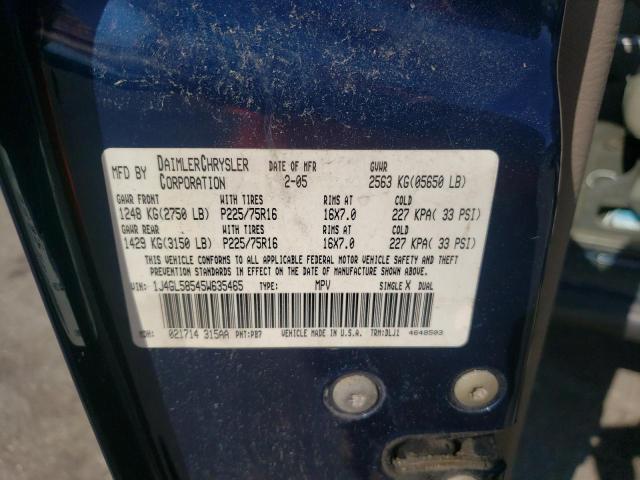 MFD BY DAIMLERCHRYSLER CORPORATION DATE OF MFR 2-05 GVWR 2563 KG(05650 LB)
GAWR FRONT WITH TIRES RIMS AT COLD
1248 KG(2750 LB) P225/75R16 16X7.0 227 KPA( 33 PSI)
GAWR REAR WITH TIRES RIMS AT COLD
1429 KG(3150 LB) P225/75R16 16X7.0 227 KPA( 33 PSI)
THIS VEHICLE CONFORMS TO ALL APPLICABLE FEDERAL MOTOR VEHICLE SAFETY AND THEFT
PREVENTION STANDARDS IN EFFECT ON THE DATE OF MANUFACTURE SHOWN ABOVE.
VIN: 1J4GL58545W635465 TYPE: MPV SINGLE X DUAL
MDH: 021714 315AA PNT:PB7 VEHICLE MADE IN U.S.A. TRM:DLJ1 4648503